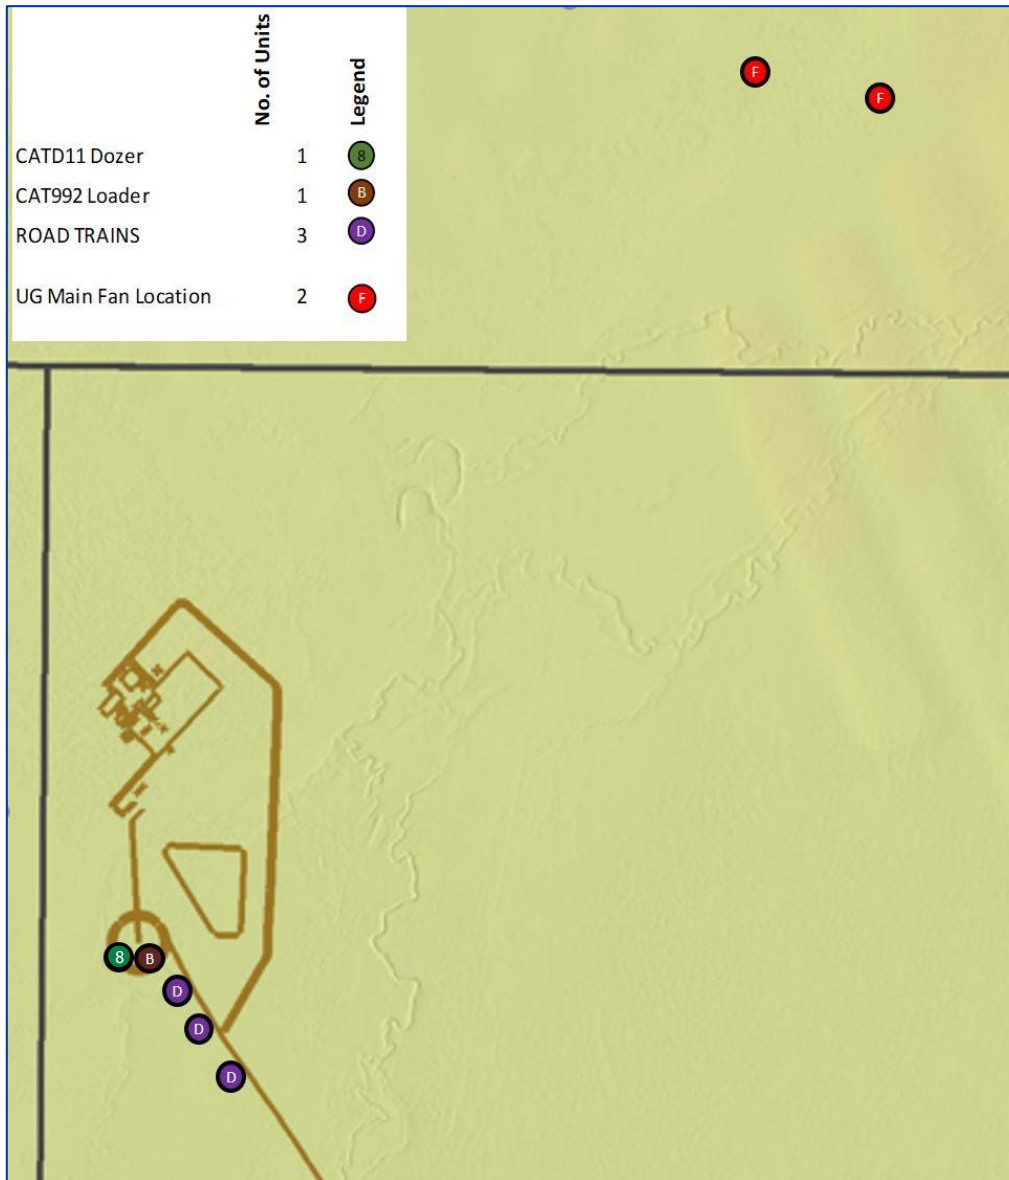 No. of Units
Legend
CATD11 Dozer 1 8
CAT992 Loader 1 B
ROAD TRAINS 3 D
UG Main Fan Location 2 F
F
F
8 B
D
D
D